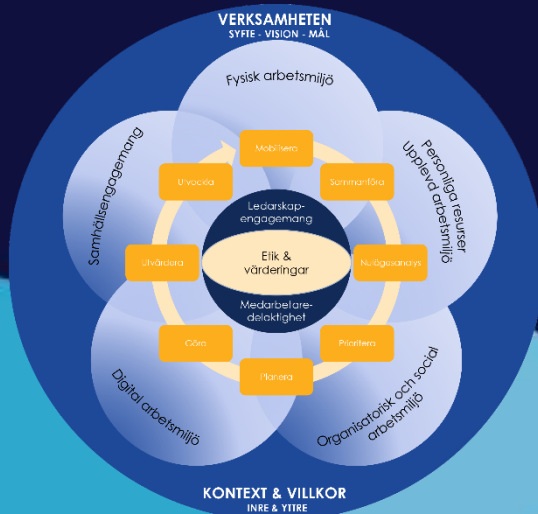 VERKSAMHETEN
SYFTE - VISION - MÅL
Fysisk arbetsmiljö
Personliga resurser
Upplevd arbetsmiljö
Organisatorisk och social
arbetsmiljö
Digital arbetsmiljö
Samhällsengagemang
Mobilisera
Sammanföra
Nulägesanalys
Prioritera
Planera
Göra
Utvärdera
Utveckla
Ledarskap-
engagemang
Etik &
värderingar
Medarbetare-
delaktighet
KONTEXT & VILLKOR
INRE & YTTRE